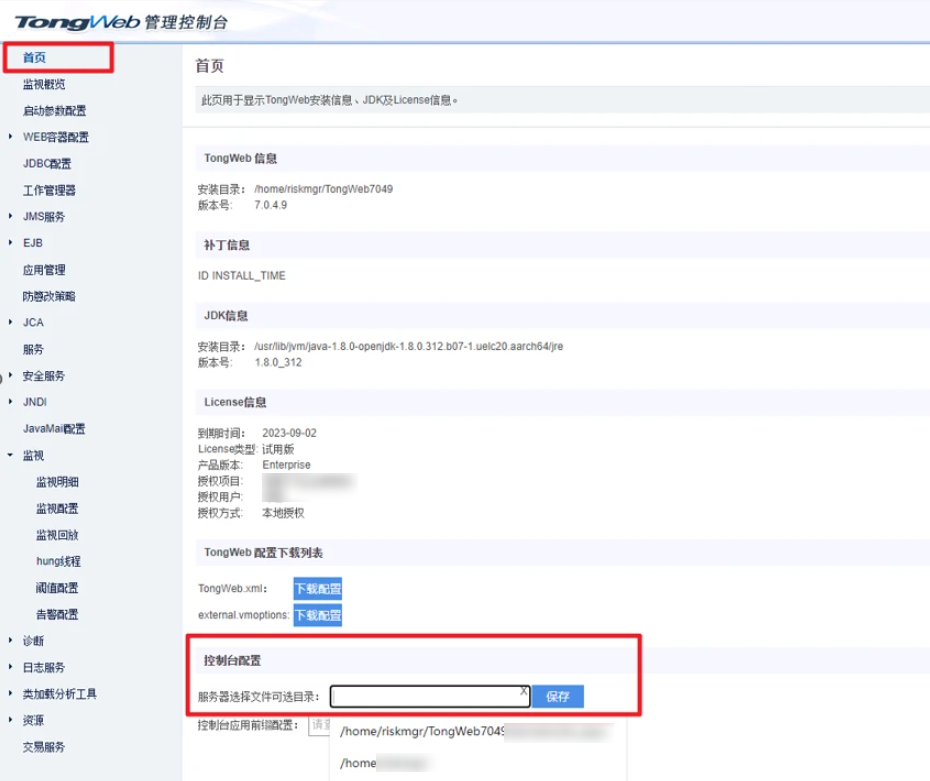 TongWeb 管理控制台
首页
监视概览
启动参数配置
WEB容器配置
JDBC配置
工作管理器
JMS服务
EJB
应用管理
防篡改策略
JCA
服务
安全服务
JNDI
JavaMail配置
监视
监视明细
监视配置
监视回放
hung线程
阈值配置
告警配置
诊断
日志服务
类加载分析工具
资源
交易服务
首页
此页用于显示TongWeb安装信息、JDK及License信息。
TongWeb 信息
安装目录: /home/riskmgr/TongWeb7049
版本号: 7.0.4.9
补丁信息
ID INSTALL_TIME
JDK信息
安装目录: /usr/lib/jvm/java-1.8.0-openjdk-1.8.0.312.b07-1.uelc20.aarch64/jre
版本号: 1.8.0_312
License信息
到期时间: 2023-09-02
License类型: 试用版
产品版本: Enterprise
授权项目:
授权用户:
授权方式: 本地授权
TongWeb 配置下载列表
TongWeb.xml: 下载配置
external.vmoptions: 下载配置
控制台配置
服务器选择文件可选目录: X 保存
控制台应用前缀配置:
/home/riskmgr/TongWeb7049
/home